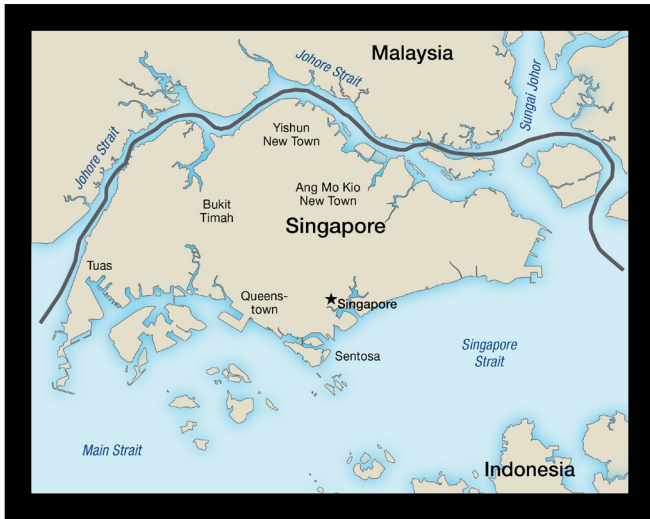 Malaysia
Johore Strait
Sungai Johor
Johore Strait
Yishun
New Town
Ang Mo Kio
New Town
Bukit
Timah
Singapore
Tuas
Queens-
town
Singapore
Sentosa
Singapore
Strait
Main Strait
Indonesia